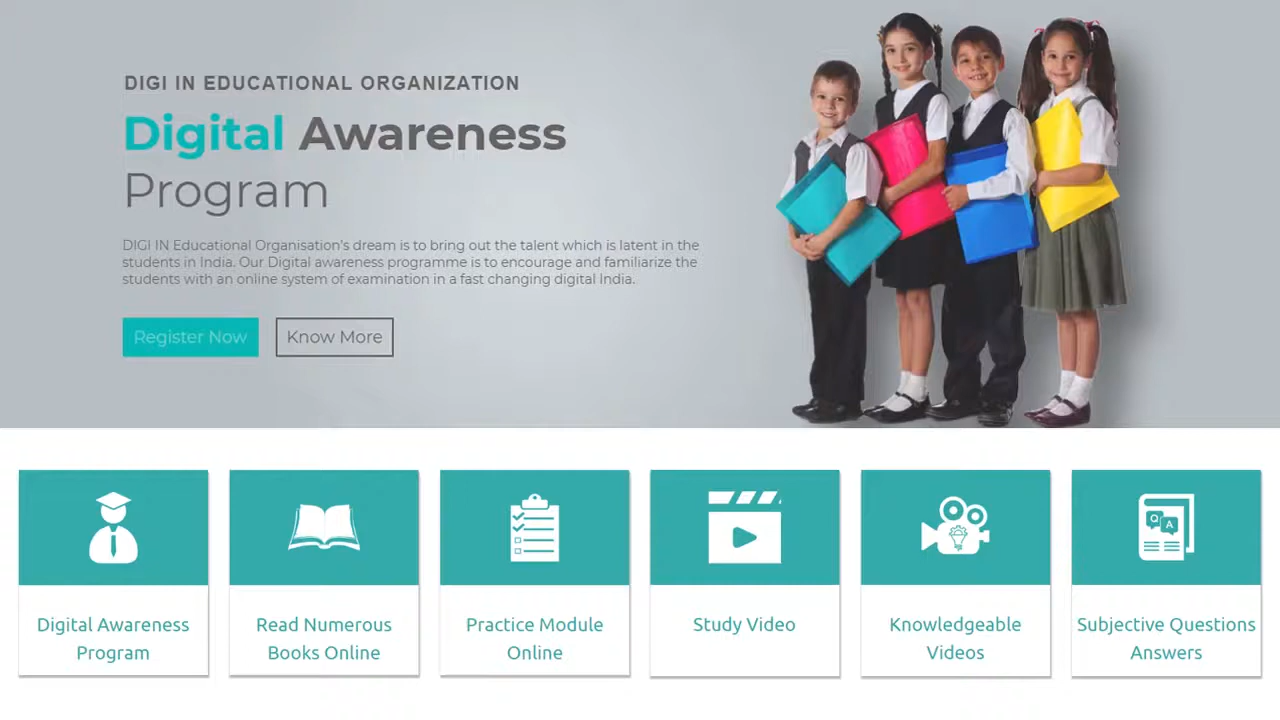 DIGI IN EDUCATIONAL ORGANIZATION
Digital Awareness
Program
DIGI IN Educational Organisation's dream is to bring out the talent which is latent in the
students in India. Our Digital awareness programme is to encourage and familiarize the
students with an online system of examination in a fast changing digital India.
Register Now
Know More
Q A
Digital Awareness
Program
Read Numerous
Books Online
Practice Module
Online
Study Video
Knowledgeable
Videos
Subjective Questions
Answers